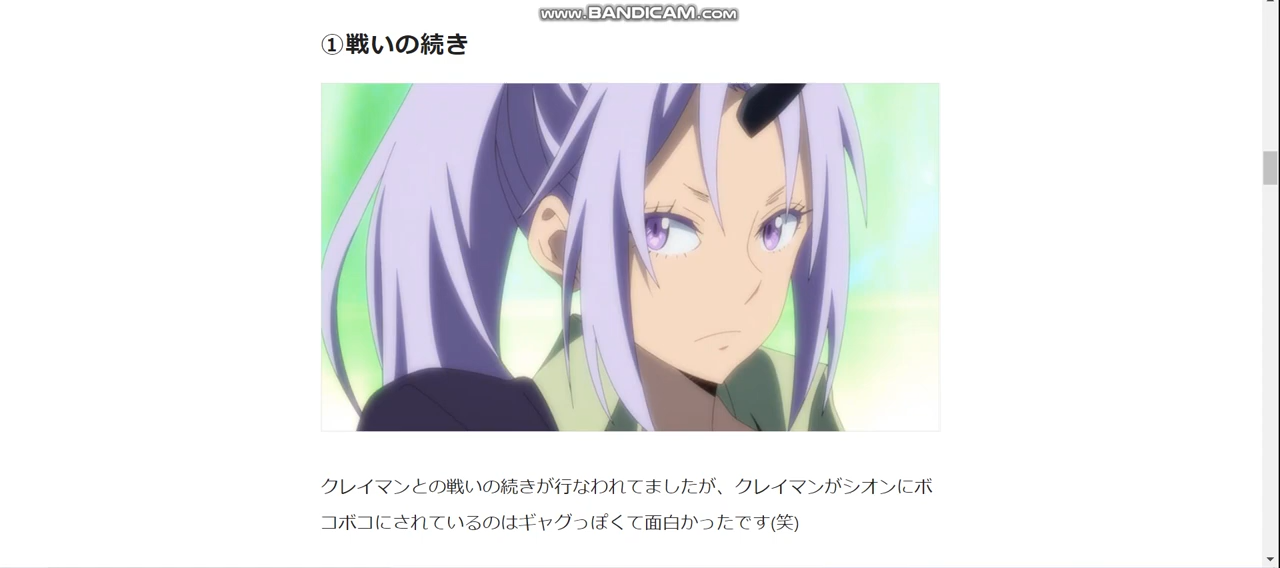 www.BANDICAM.com
①戦いの続き
クレイマンとの戦いの続きが行なわれてましたが、クレイマンがシオンにボ
コボコにされているのはギャグっぽくて面白かったです(笑)